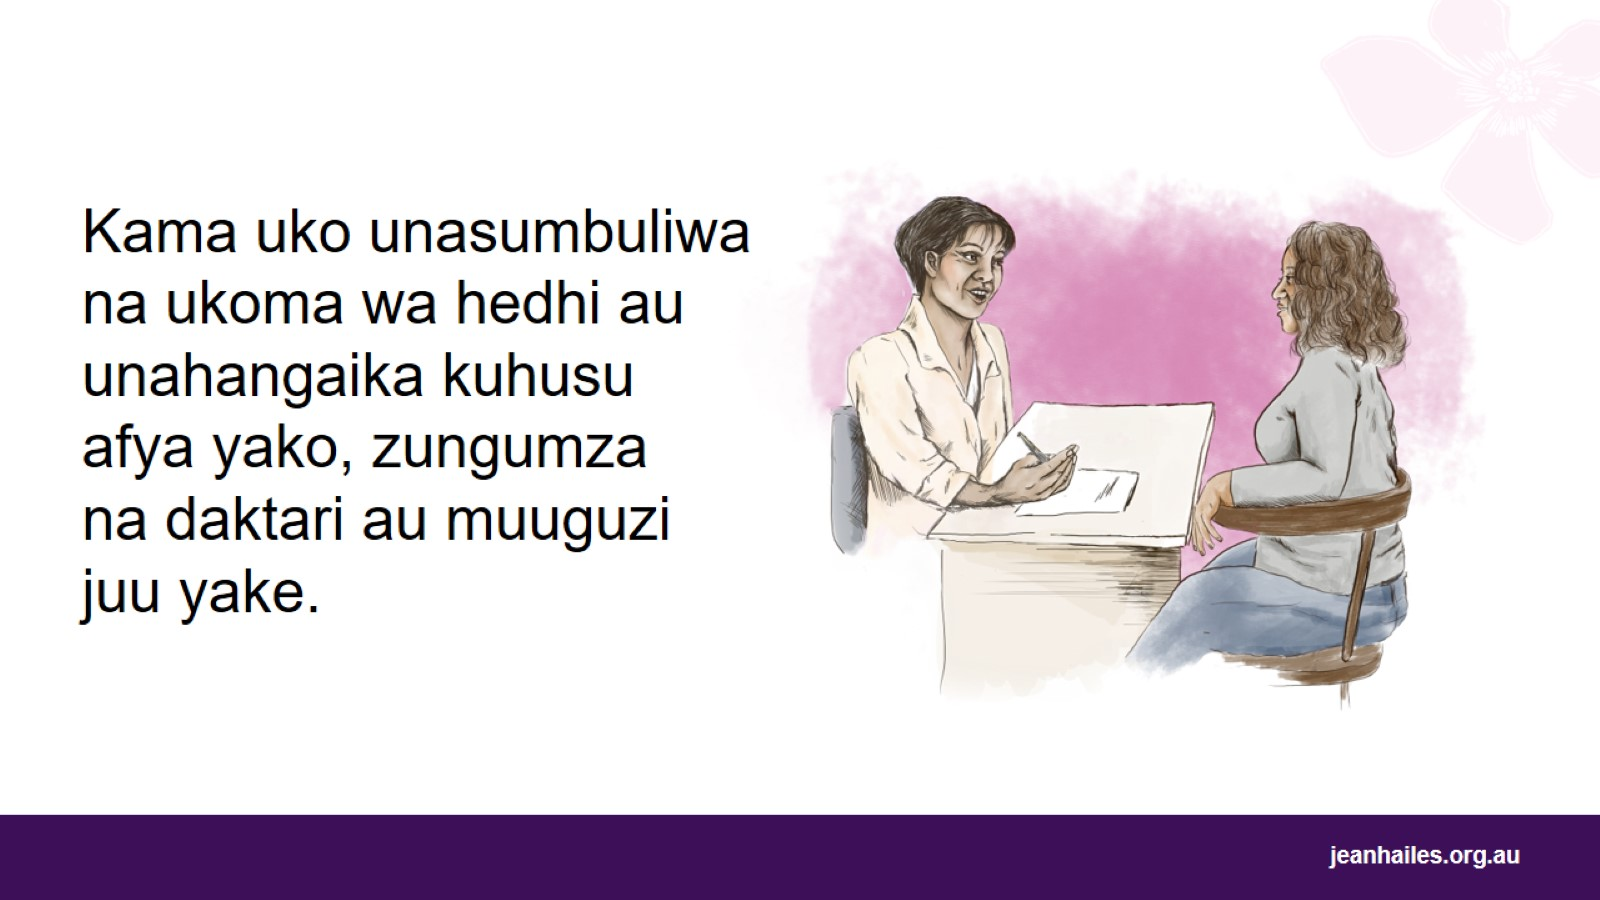 Kama uko unasumbuliwa
na ukoma wa hedhi au
unahangaika kuhusu
afya yako, zungumza
na daktari au muuguzi
juu yake.
jeanhailes.org.au